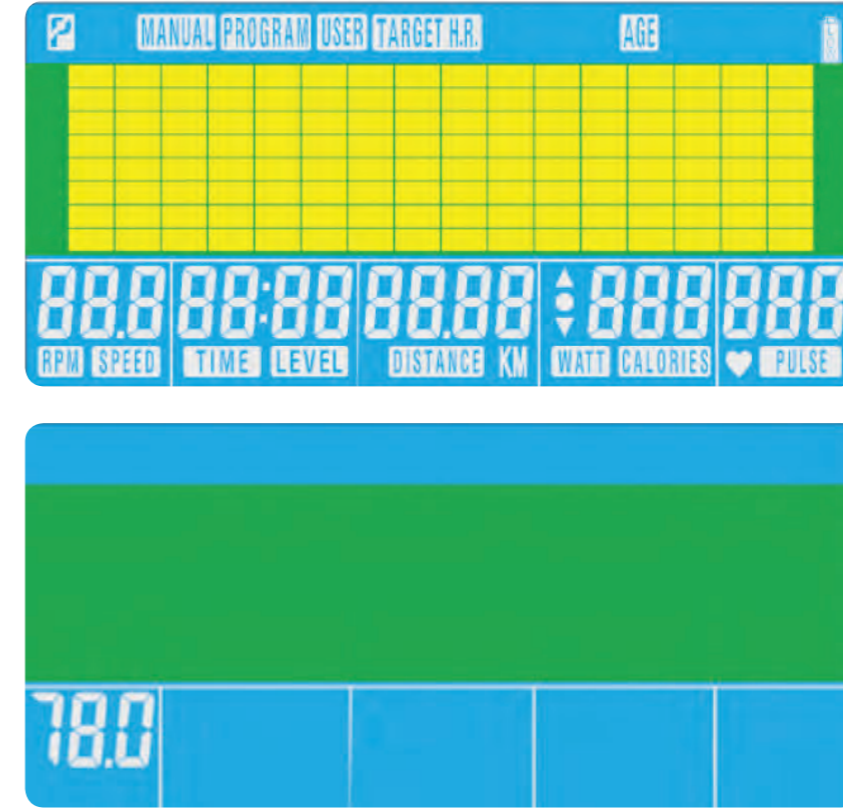 P MANUAL PROGRAM USER TARGET H.R. AGE
88.8 88:88 88.88 888 888
RPM SPEED TIME LEVEL DISTANCE KM WATT CALORIES PULSE
78.0